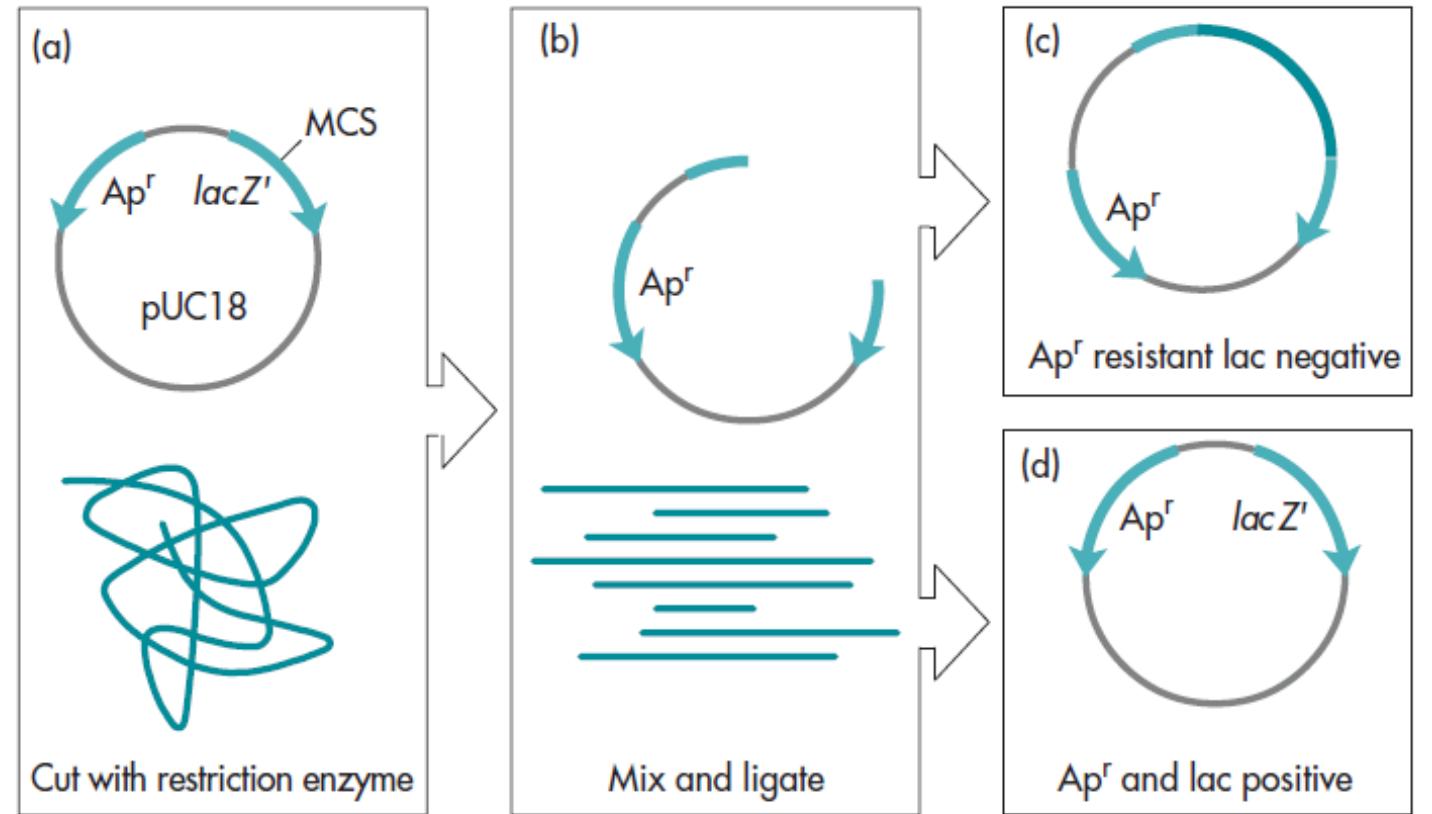 (a)
MCS
Apʳ lacZ'
pUC18
Cut with restriction enzyme
(b)
Apʳ
Mix and ligate
(c)
Apʳ
Apʳ resistant lac negative
(d)
Apʳ lacZ'
Apʳ and lac positive